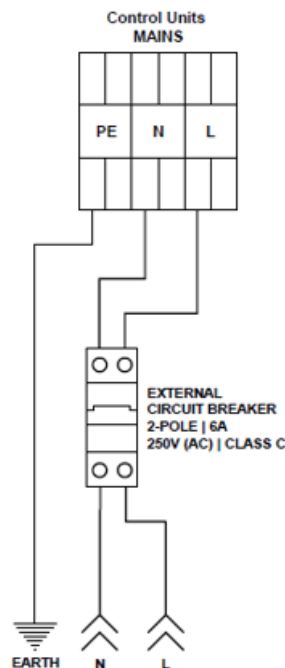 Control Units
MAINS
PE N L
EXTERNAL
CIRCUIT BREAKER
2-POLE | 6A
250V (AC) | CLASS C
EARTH N L